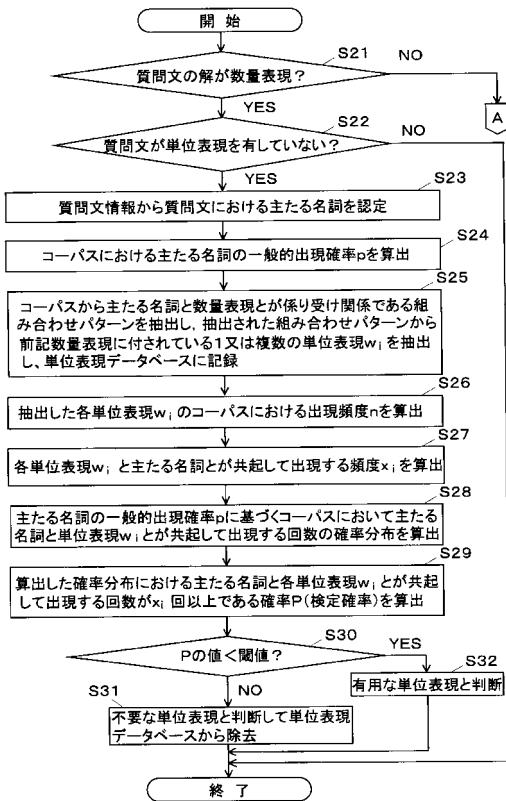 開始
S21
NO
質問文の解が数量表現？
A
YES
S22
NO
質問文が単位表現を有していない？
YES
S23
質問文情報から質問文における主たる名詞を認定
S24
コーパスにおける主たる名詞の一般的出現確率pを算出
S25
コーパスから主たる名詞と数量表現とが係り受け関係である組
み合わせパターンを抽出し、抽出された組み合わせパターンから
前記数量表現に付されている1又は複数の単位表現wiを抽出
し、単位表現データベースに記録
S26
抽出した各単位表現wiのコーパスにおける出現頻度nを算出
S27
各単位表現wiと主たる名詞とが共起して出現する頻度xiを算出
S28
主たる名詞の一般的出現確率pに基づくコーパスにおいて主たる
名詞と単位表現wiとが共起して出現する回数の確率分布を算出
S29
算出した確率分布における主たる名詞と各単位表現wiとが共起
して出現する回数がxi回以上である確率P(検定確率)を算出
S30
YES
Pの値<閾値？
S32
有用な単位表現と判断
S31
NO
不要な単位表現と判断して単位表現
データベースから除去
終了